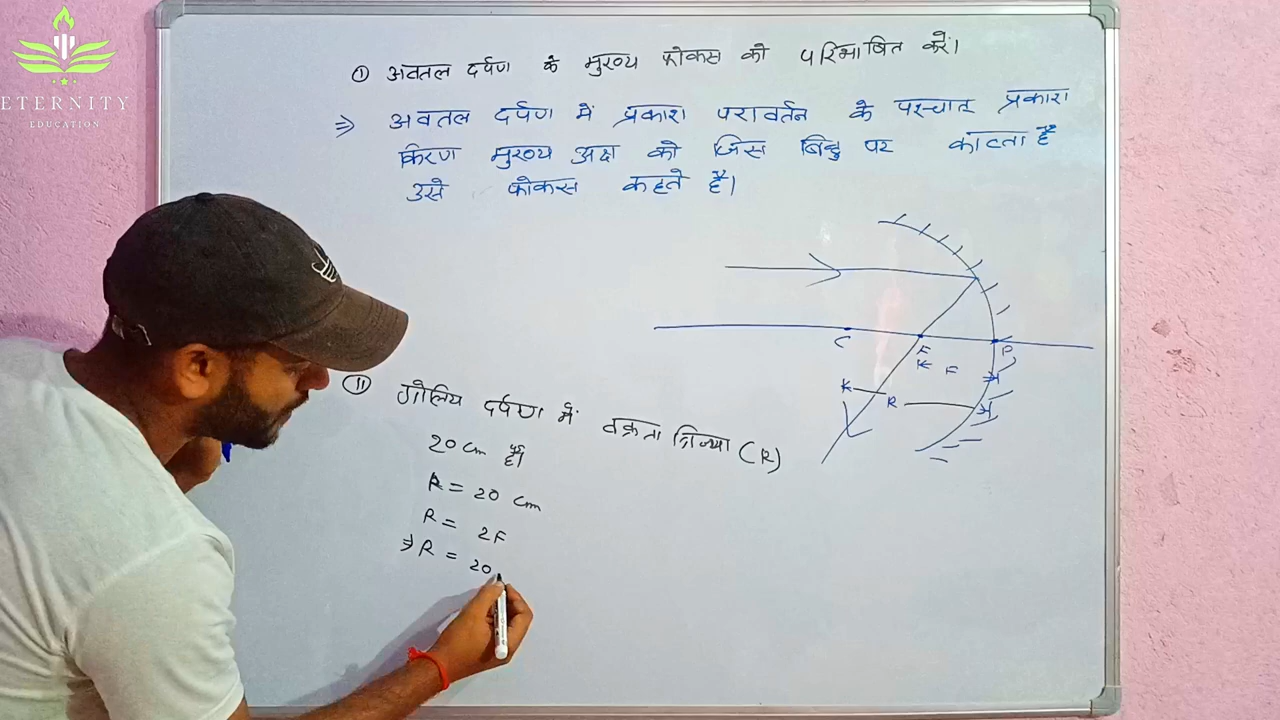 ETERNITY
EDUCATION
① अवतल दर्पण के मुख्य फोकस को परिभाषित करें।
⇒ अवतल दर्पण में प्रकाश परावर्तन के पश्चात प्रकाश
किरण मुख्य अक्ष को जिस बिन्दु पर काटता है
उसे फोकस कहते हैं।
C F P
F
R
⑪ गोलिय दर्पण में वक्रता त्रिज्या (R)
20 cm है।
R = 20 cm
R = 2F
⇒ R = 20